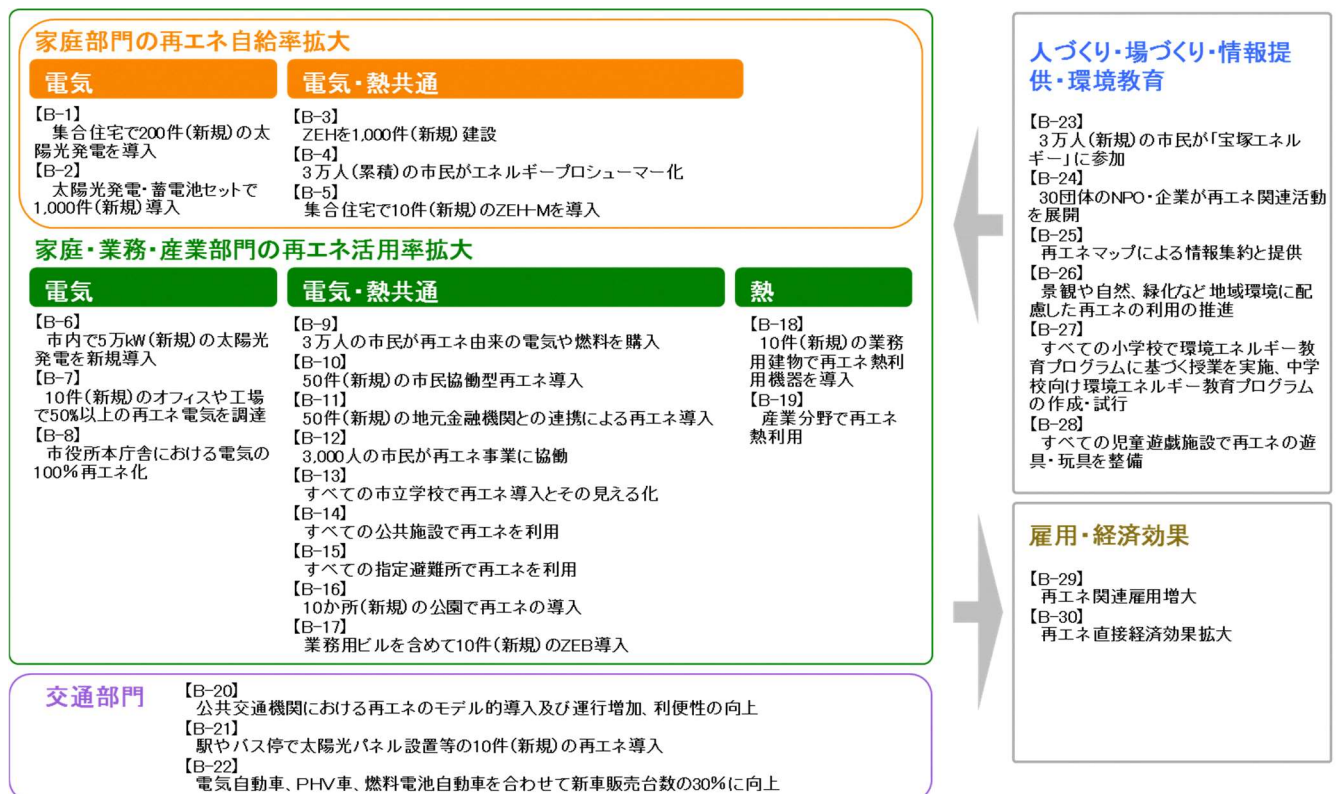 家庭部門の再エネ自給率拡大
電気
【B-1】
集合住宅で200件(新規)の太
陽光発電を導入
【B-2】
太陽光発電・蓄電池セットで
1,000件(新規)導入
電気・熱共通
【B-3】
ZEHを1,000件(新規)建設
【B-4】
3万人(累積)の市民がエネルギープロシューマー化
【B-5】
集合住宅で10件(新規)のZEH-Mを導入
家庭・業務・産業部門の再エネ活用率拡大
電気
【B-6】
市内で5万kW(新規)の太陽光
発電を新規導入
【B-7】
10件(新規)のオフィスや工場
で50%以上の再エネ電気を調達
【B-8】
市役所本庁舎における電気の
100%再エネ化
電気・熱共通
【B-9】
3万人の市民が再エネ由来の電気や燃料を購入
【B-10】
50件(新規)の市民協働型再エネ導入
【B-11】
50件(新規)の地元金融機関との連携による再エネ導入
【B-12】
3,000人の市民が再エネ事業に協働
【B-13】
すべての市立学校で再エネ導入とその見える化
【B-14】
すべての公共施設で再エネを利用
【B-15】
すべての指定避難所で再エネを利用
【B-16】
10か所(新規)の公園で再エネの導入
【B-17】
業務用ビルを含めて10件(新規)のZEB導入
熱
【B-18】
10件(新規)の業務
用建物で再エネ熱利
用機器を導入
【B-19】
産業分野で再エネ
熱利用
交通部門
【B-20】
公共交通機関における再エネのモデル的導入及び運行増加、利便性の向上
【B-21】
駅やバス停で太陽光パネル設置等の10件(新規)の再エネ導入
【B-22】
電気自動車、PHV車、燃料電池自動車を合わせて新車販売台数の30%に向上
人づくり・場づくり・情報提
供・環境教育
【B-23】
3万人(新規)の市民が「宝塚エネル
ギー」に参加
【B-24】
30団体のNPO・企業が再エネ関連活動
を展開
【B-25】
再エネマップによる情報集約と提供
【B-26】
景観や自然、緑化など地域環境に配
慮した再エネの利用の推進
【B-27】
すべての小学校で環境エネルギー教
育プログラムに基づく授業を実施、中学
校向け環境エネルギー教育プログラム
の作成・試行
【B-28】
すべての児童遊戯施設で再エネの遊
具・玩具を整備
雇用・経済効果
【B-29】
再エネ関連雇用増大
【B-30】
再エネ直接経済効果拡大